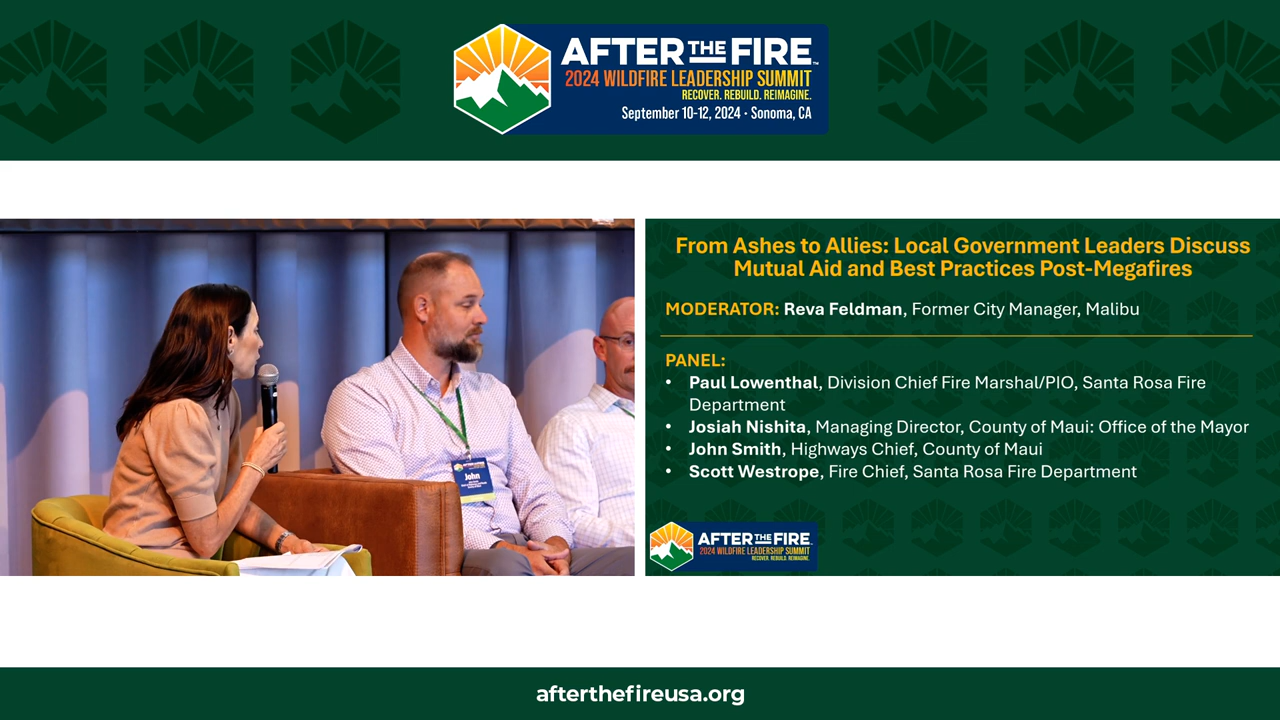 AFTER THE FIRE™
2024 WILDFIRE LEADERSHIP SUMMIT
RECOVER. REBUILD. REIMAGINE.
September 10-12, 2024 · Sonoma, CA
John
From Ashes to Allies: Local Government Leaders Discuss
Mutual Aid and Best Practices Post-Megafires
MODERATOR: Reva Feldman, Former City Manager, Malibu
PANEL:
• Paul Lowenthal, Division Chief Fire Marshal/PIO, Santa Rosa Fire
Department
• Josiah Nishita, Managing Director, County of Maui: Office of the Mayor
• John Smith, Highways Chief, County of Maui
• Scott Westrope, Fire Chief, Santa Rosa Fire Department
AFTER THE FIRE™
2024 WILDFIRE LEADERSHIP SUMMIT
RECOVER. REBUILD. REIMAGINE.
afterthefireusa.org